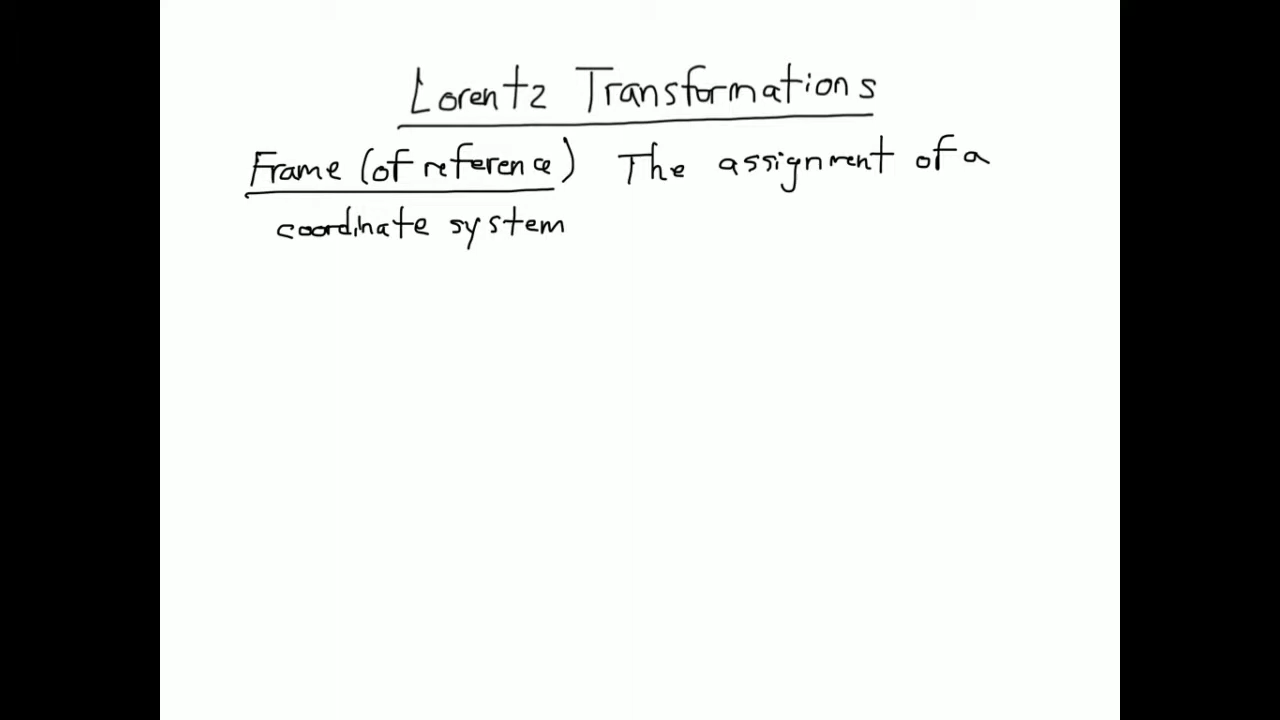 Lorentz Transformations
Frame (of reference) The assignment of a
coordinate system